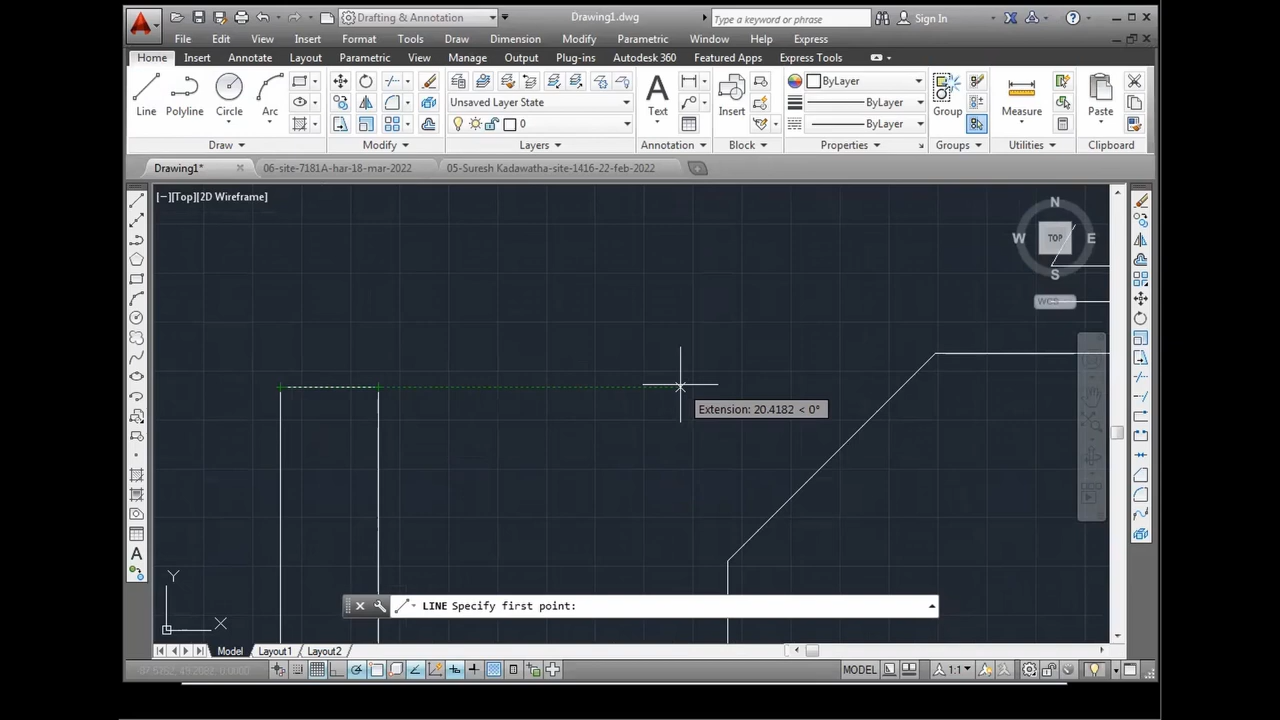 Drafting & Annotation
Drawing1.dwg
Type a keyword or phrase
Sign In
File Edit View Insert Format Tools Draw Dimension Modify Parametric Window Help Express
Home Insert Annotate Layout Parametric View Manage Output Plug-ins Autodesk 360 Featured Apps Express Tools
ByLayer
Unsaved Layer State
ByLayer
Line Polyline Circle Arc Text Insert Group Measure Paste
0
ByLayer
Draw Modify Layers Annotation Block Properties Groups Utilities Clipboard
Drawing1* 06-site-7181A-har-18-mar-2022 05-Suresh Kadawatha-site-1416-22-feb-2022
[−][Top][2D Wireframe]
N
W TOP E
S
WCS
Extension: 20.4182 < 0°
Y
LINE Specify first point:
X
Model Layout1 Layout2
MODEL 1:1